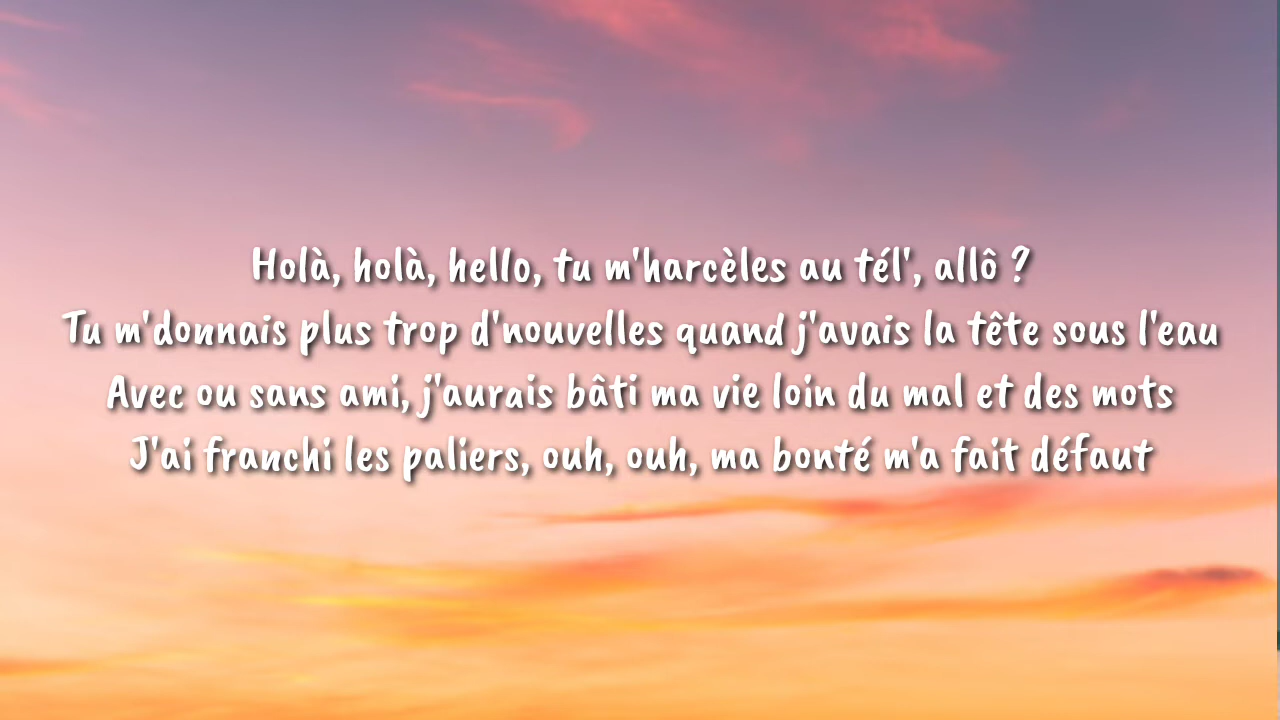 Holà, holà, hello, tu m'harcèles au tél', allô ?
Tu m'donnais plus trop d'nouvelles quand j'avais la tête sous l'eau
Avec ou sans ami, j'aurais bâti ma vie loin du mal et des mots
J'ai franchi les paliers, ouh, ouh, ma bonté m'a fait défaut